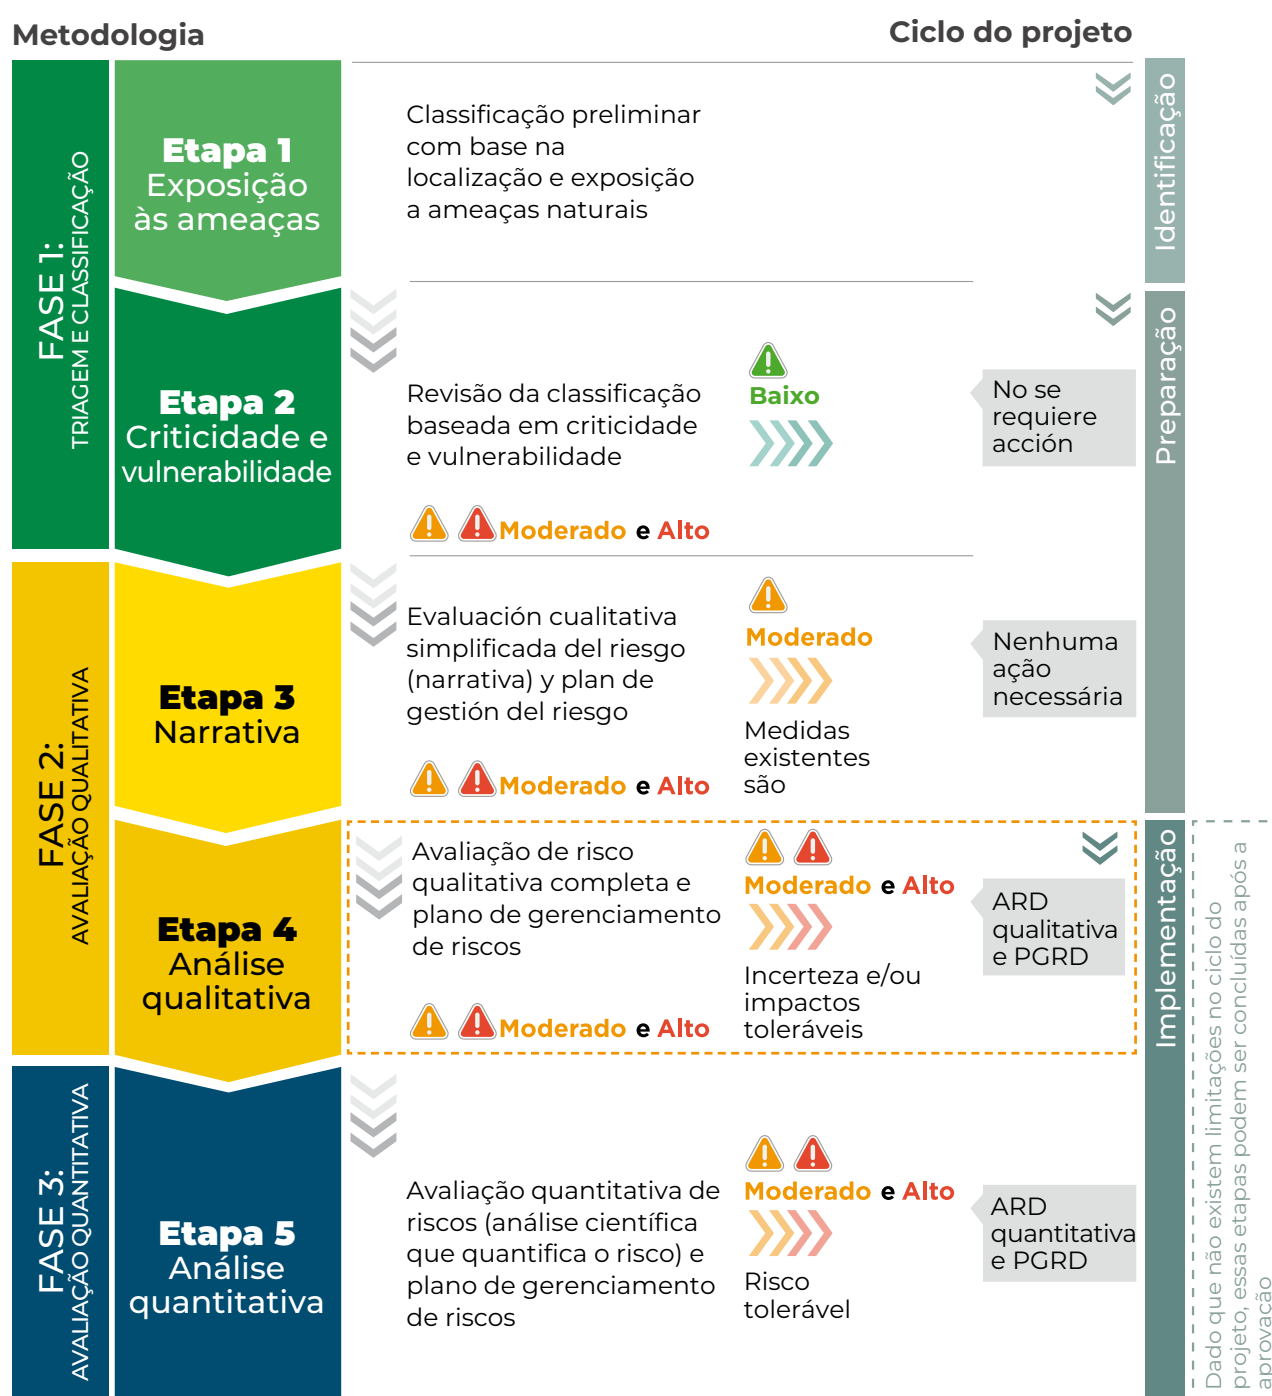 Metodologia
Ciclo do projeto
FASE 1:
TRIAGEM E CLASSIFICAÇÃO
Etapa 1
Exposição
às ameaças
Classificação preliminar
com base na
localização e exposição
a ameaças naturais
Identificação
Etapa 2
Criticidade e
vulnerabilidade
Revisão da classificação
baseada em criticidade
e vulnerabilidade
Moderado e Alto
Baixo
No se
requiere
acción
Preparação
FASE 2:
AVALIAÇÃO QUALITATIVA
Etapa 3
Narrativa
Evaluación cualitativa
simplificada del riesgo
(narrativa) y plan de
gestión del riesgo
Moderado e Alto
Moderado
Medidas
existentes
são
Nenhuma
ação
necessária
Etapa 4
Análise
qualitativa
Avaliação de risco
qualitativa completa e
plano de gerenciamento
de riscos
Moderado e Alto
Moderado e Alto
Incerteza e/ou
impactos
toleráveis
ARD
qualitativa
e PGRD
Implementação
Dado que não existem limitações no ciclo do
projeto, essas etapas podem ser concluídas após a
aprovação
FASE 3:
AVALIAÇÃO QUANTITATIVA
Etapa 5
Análise
quantitativa
Avaliação quantitativa de
riscos (análise científica
que quantifica o risco) e
plano de gerenciamento
de riscos
Moderado e Alto
Risco
tolerável
ARD
quantitativa
e PGRD